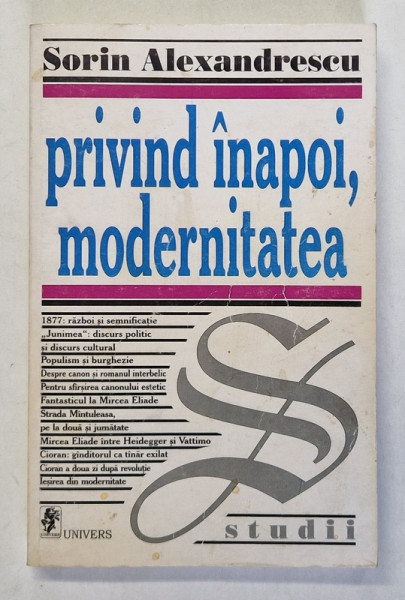 Sorin Alexandrescu
privind înapoi,
modernitatea
1877: război și semnificație
„Junimea“: discurs politic
și discurs cultural
Populism și burghezie
Despre canon și romanul interbelic
Pentru sfîrșirea canonului estetic
Fantasticul la Mircea Eliade
Strada Mîntuleasa,
pe la două și jumătate
Mircea Eliade între Heidegger și Vattimo
Cioran: gînditorul ca tînăr exilat
Cioran a doua zi după revoluție
Ieșirea din modernitate
S
studii
UNIVERS